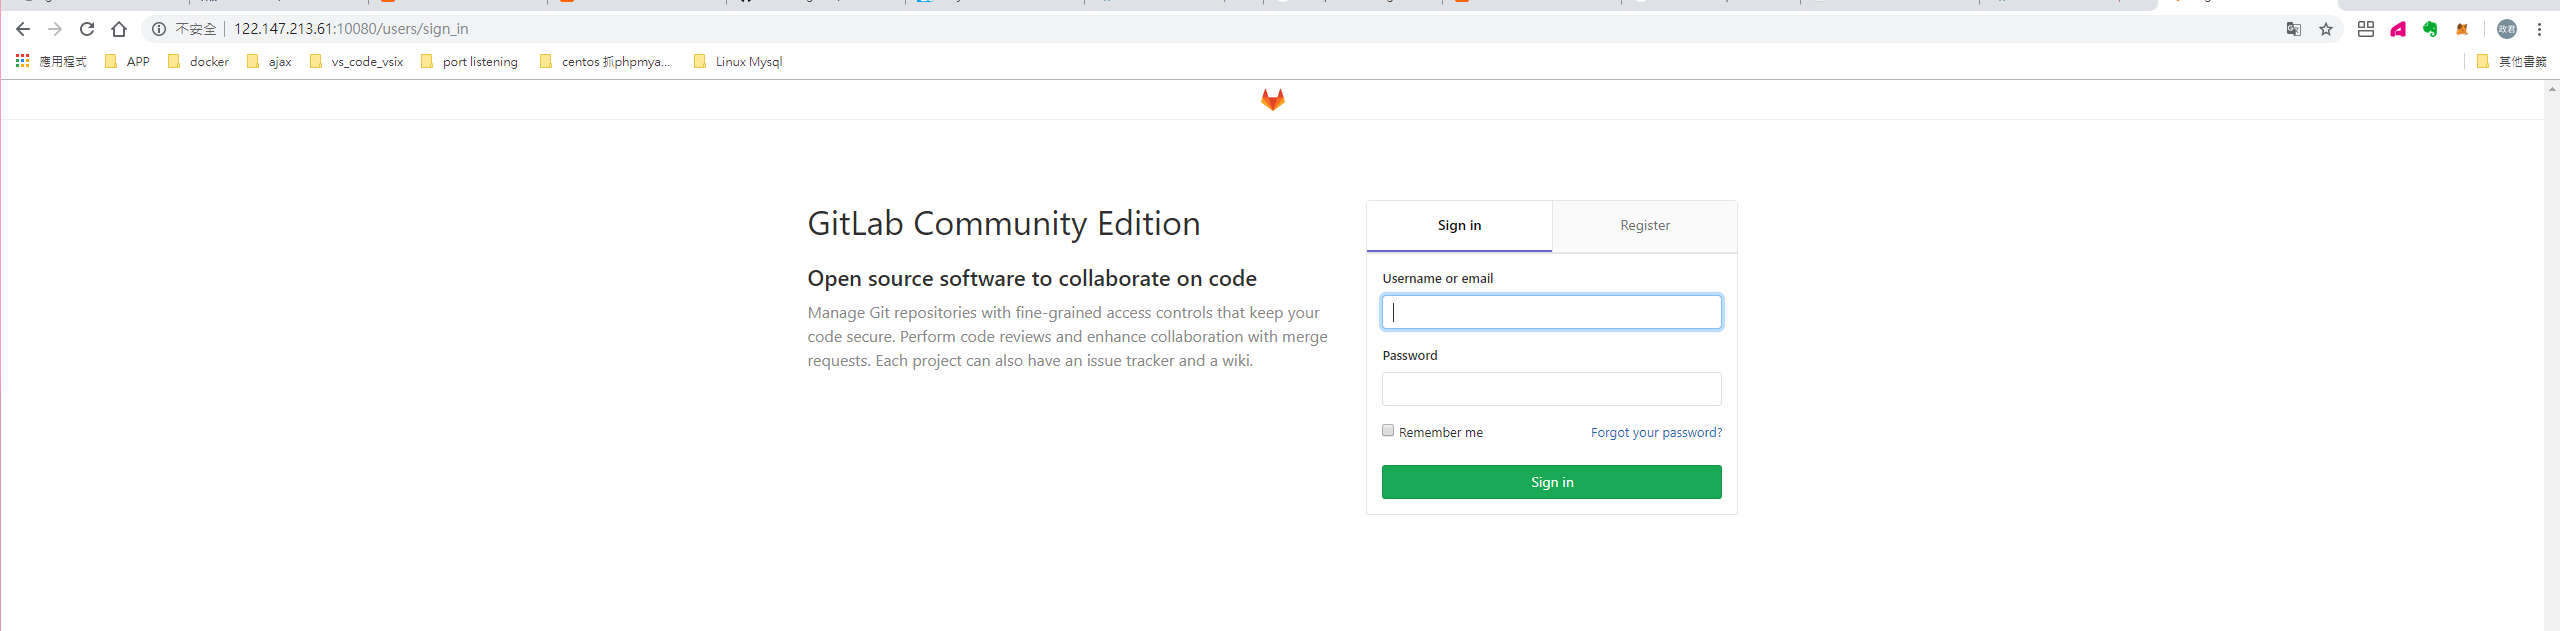 不安全 122.147.213.61:10080/users/sign_in
應用程式 APP docker ajax vs_code_vsix port listening centos 抓phpmya... Linux Mysql 其他書籤
GitLab Community Edition
Open source software to collaborate on code
Manage Git repositories with fine-grained access controls that keep your
code secure. Perform code reviews and enhance collaboration with merge
requests. Each project can also have an issue tracker and a wiki.
Sign in Register
Username or email
Password
Remember me Forgot your password?
Sign in